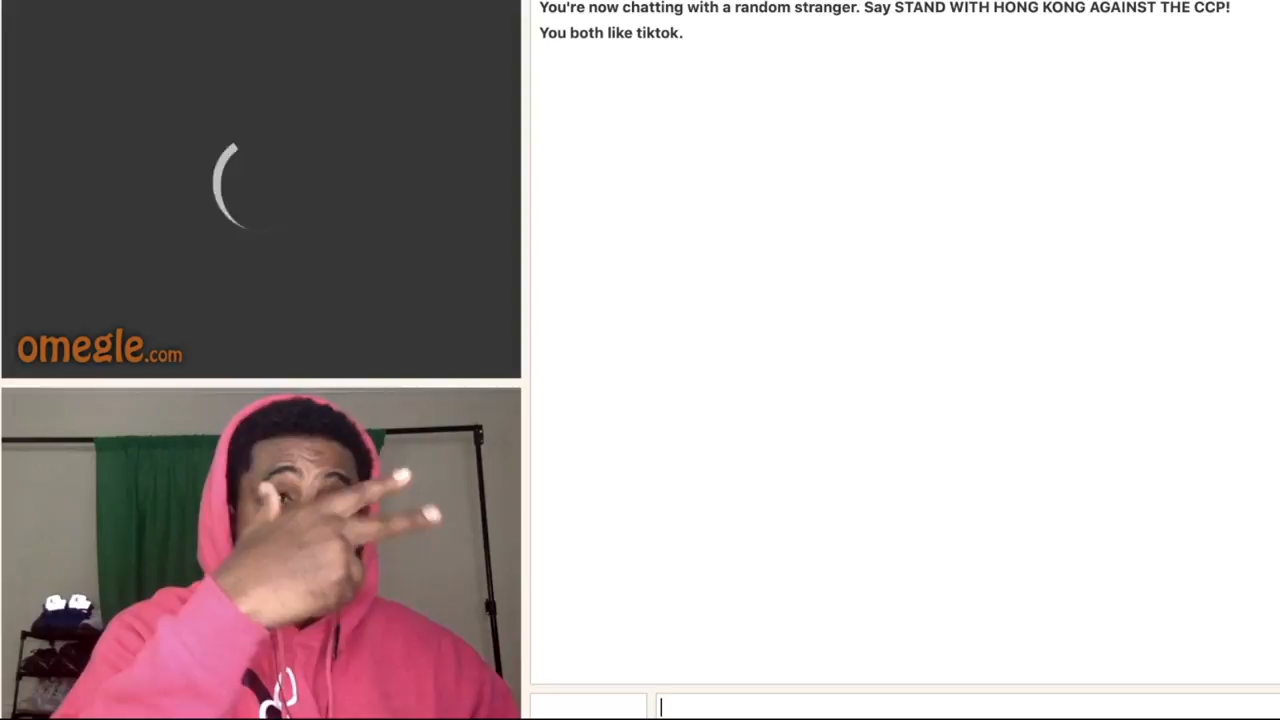 You're now chatting with a random stranger. Say STAND WITH HONG KONG AGAINST THE CCP!
You both like tiktok.
omegle.com